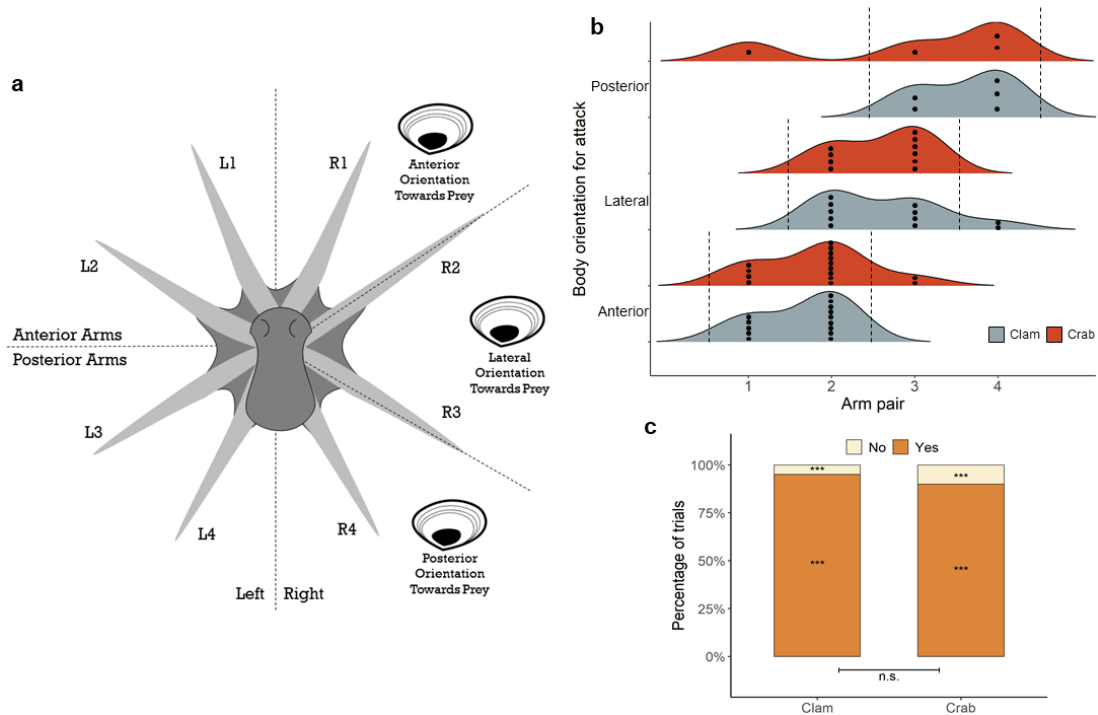 a
L1
R1
Anterior
Orientation
Towards Prey
L2
R2
Anterior Arms
Posterior Arms
Lateral
Orientation
Towards Prey
L3
R3
L4
R4
Posterior
Orientation
Towards Prey
Left
Right
b
Body orientation for attack
Posterior
Lateral
Anterior
Clam
Crab
1 2 3 4
Arm pair
c
No
Yes
Percentage of trials
100%
75%
50%
25%
0%
***
***
***
***
n.s.
Clam
Crab